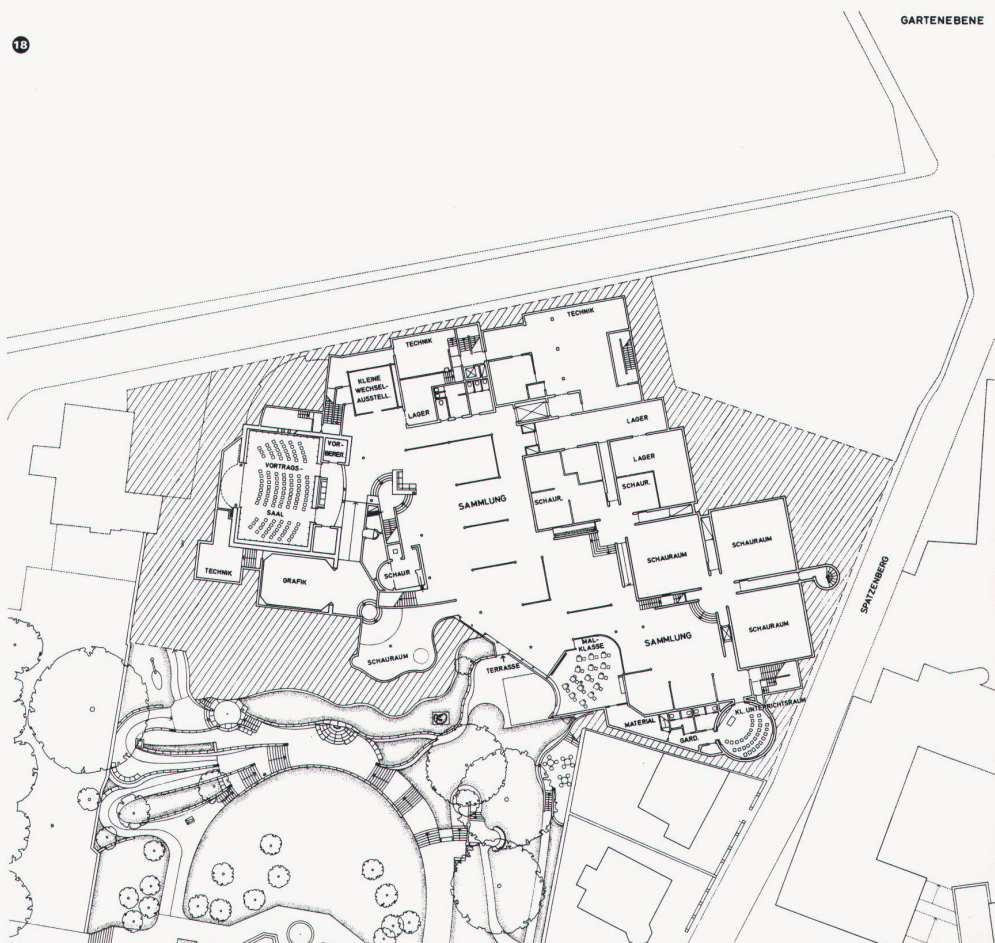 GARTENEBENE
18
TECHNIK
TECHNIK
KLEINE
WECHSEL-
AUSSTELL.
LAGER
LAGER
VOR-
BEREIT.
VORTRAGS-
SAAL
LAGER
SCHAUR.
SCHAUR.
SAMMLUNG
SCHAURAUM
SCHAURAUM
TECHNIK
GRAFIK
SCHAUR
SPATZENBERG
SCHAURAUM
SAMMLUNG
MAL-
KLASSE
SCHAURAUM
TERRASSE
KL. UNTERRICHTSRAUM
MATERIAL
GARD.